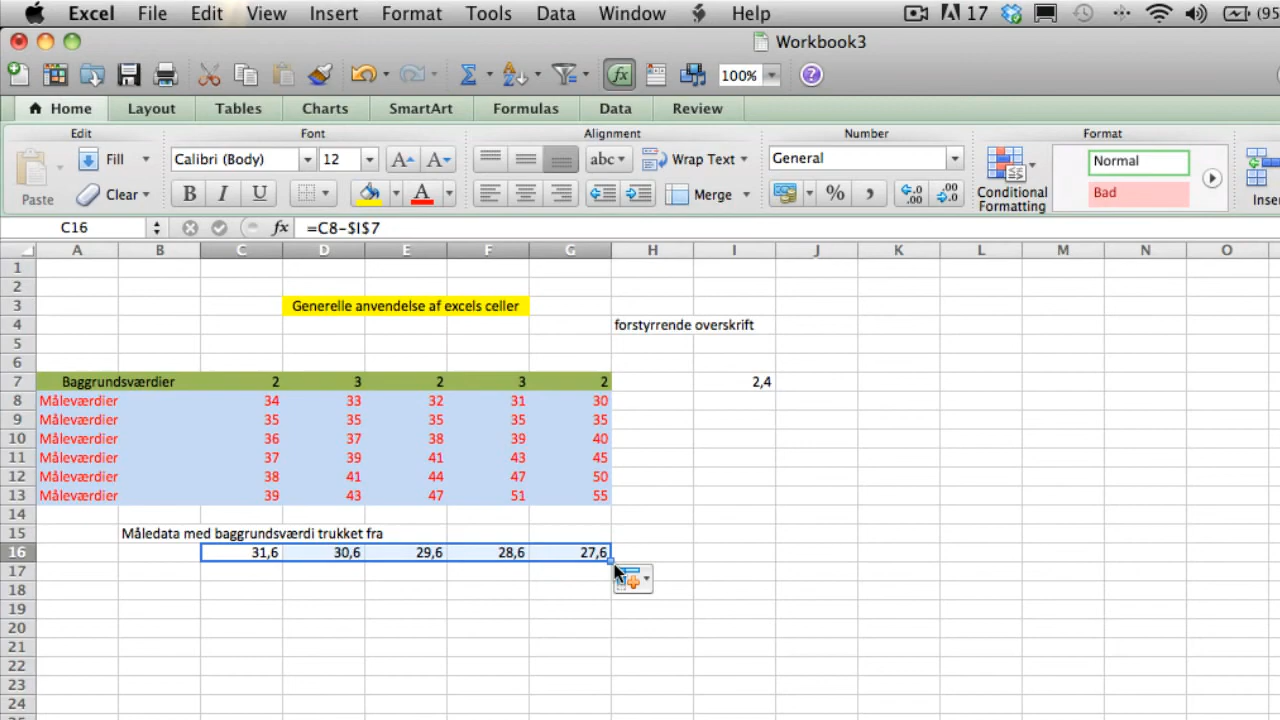 Excel File Edit View Insert Format Tools Data Window Help 17 (95
Workbook3
100%
Home Layout Tables Charts SmartArt Formulas Data Review
Edit Font Alignment Number Format
Paste Fill Calibri (Body) 12 A A abc Wrap Text General Conditional Formatting Normal
Clear B I U A Merge % .00 .00 Bad Inser
C16 fx =C8-$I$7
A B C D E F G H I J K L M N O
1
2
3 Generelle anvendelse af excels celler
4 forstyrrende overskrift
5
6
7 Baggrundsværdier 2 3 2 3 2 2,4
8 Måleværdier 34 33 32 31 30
9 Måleværdier 35 35 35 35 35
10 Måleværdier 36 37 38 39 40
11 Måleværdier 37 39 41 43 45
12 Måleværdier 38 41 44 47 50
13 Måleværdier 39 43 47 51 55
14
15 Måledata med baggrundsværdi trukket fra
16 31,6 30,6 29,6 28,6 27,6
17
18
19
20
21
22
23
24